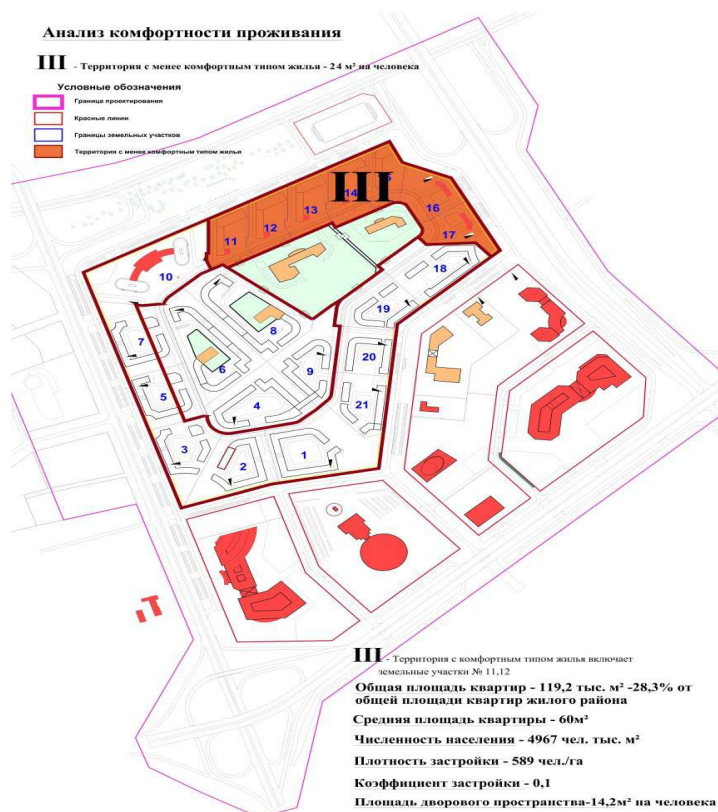 Анализ комфортности проживания
III - Территория с менее комфортным типом жилья - 24 м² на человека
Условные обозначения
Граница проектирования
Красные линии
Границы земельных участков
Территория с менее комфортным типом жилья
III
14
13
12
11
16
17
10
18
19
7
8
20
6
9
5
21
4
3
2
1
III - Территория с комфортным типом жилья включает
земельные участки № 11,12
Общая площадь квартир - 119,2 тыс. м² -28,3% от
общей площади квартир жилого района
Средняя площадь квартиры - 60м²
Численность населения - 4967 чел. тыс. м²
Плотность застройки - 589 чел./га
Коэффициент застройки - 0,1
Площадь дворового пространства-14,2м² на человека